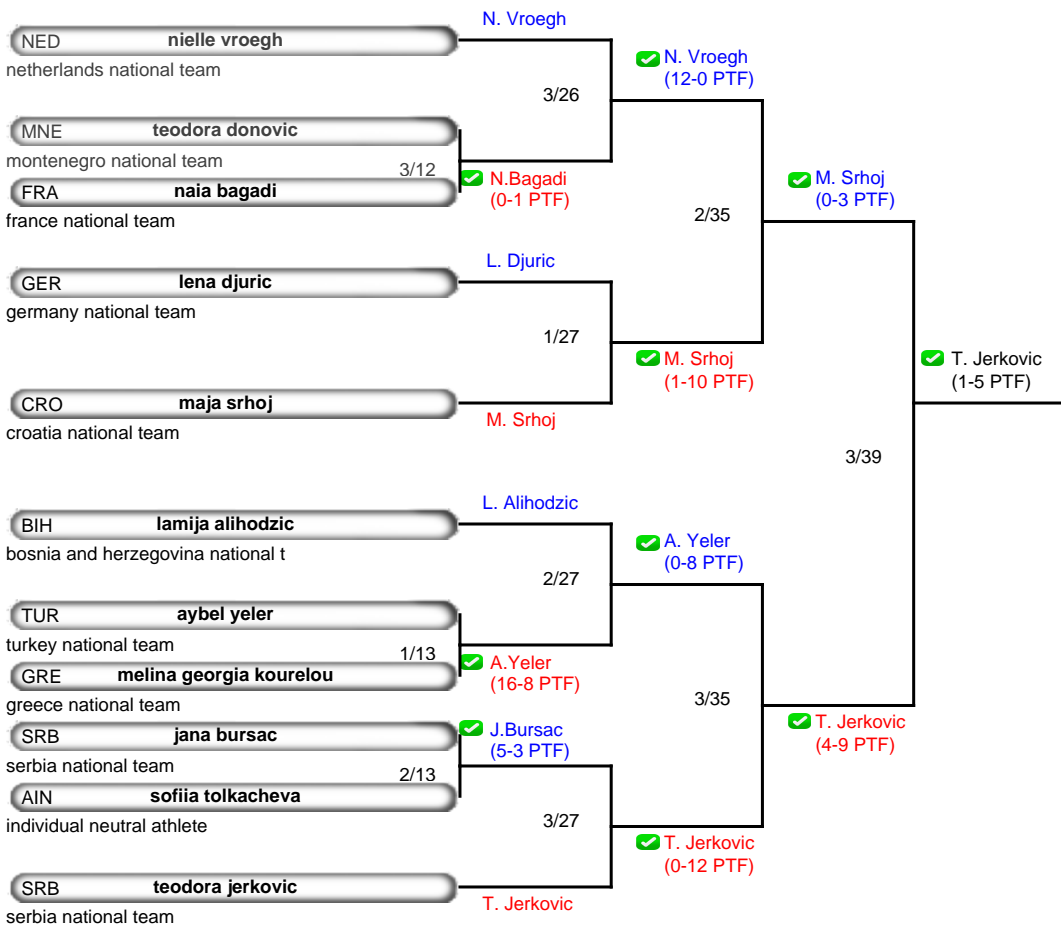 N. Vroegh
NED nielle vroegh
netherlands national team
N. Vroegh
(12-0 PTF)
3/26
MNE teodora donovic
montenegro national team
3/12
N.Bagadi
(0-1 PTF)
FRA naia bagadi
france national team
M. Srhoj
(0-3 PTF)
2/35
L. Djuric
GER lena djuric
germany national team
1/27
M. Srhoj
(1-10 PTF)
CRO maja srhoj
croatia national team
M. Srhoj
T. Jerkovic
(1-5 PTF)
3/39
L. Alihodzic
BIH lamija alihodzic
bosnia and herzegovina national t
A. Yeler
(0-8 PTF)
2/27
TUR aybel yeler
turkey national team
1/13
A.Yeler
(16-8 PTF)
GRE melina georgia kourelou
greece national team
3/35
T. Jerkovic
(4-9 PTF)
SRB jana bursac
serbia national team
J.Bursac
(5-3 PTF)
2/13
AIN sofiia tolkacheva
individual neutral athlete
3/27
T. Jerkovic
(0-12 PTF)
SRB teodora jerkovic
serbia national team
T. Jerkovic